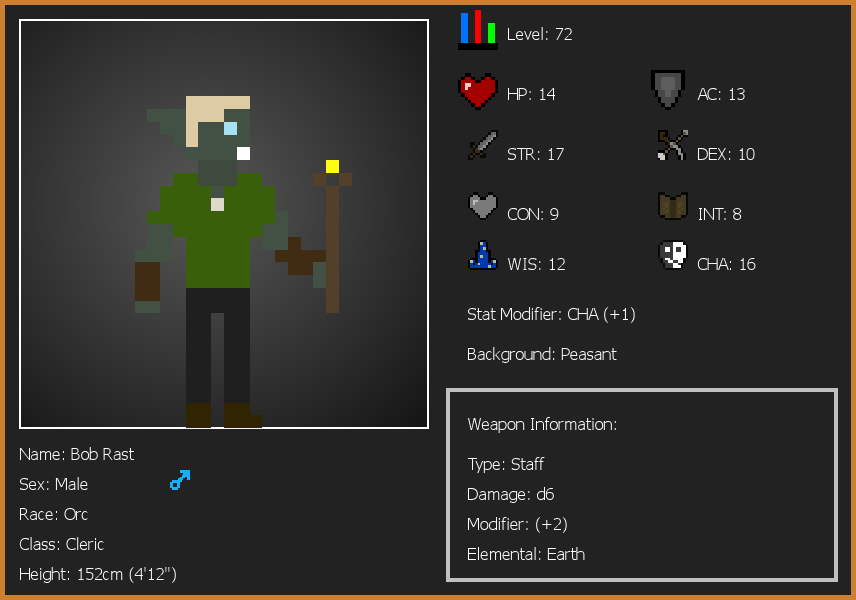 Level: 72
HP: 14
AC: 13
STR: 17
DEX: 10
CON: 9
INT: 8
WIS: 12
CHA: 16
Stat Modifier: CHA (+1)
Background: Peasant
Weapon Information:
Type: Staff
Damage: d6
Modifier: (+2)
Elemental: Earth
Name: Bob Rast
Sex: Male
Race: Orc
Class: Cleric
Height: 152cm (4'12")